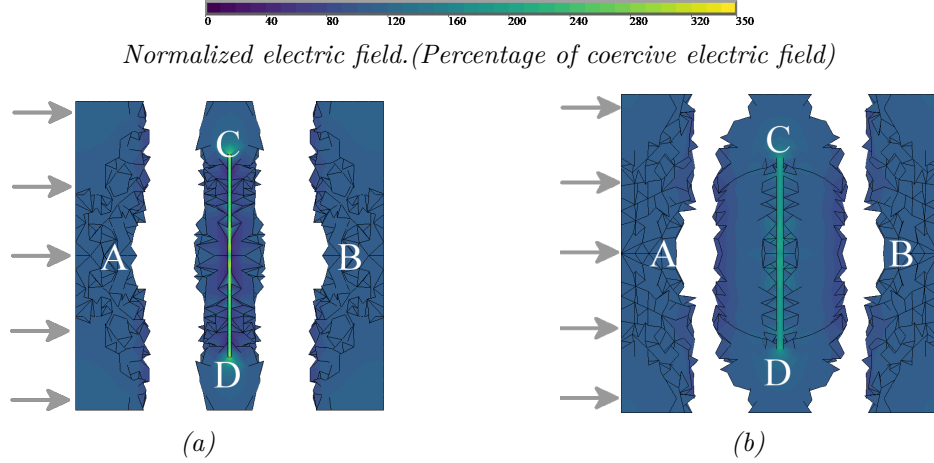 0 40 80 120 160 200 240 280 320 350
Normalized electric field.(Percentage of coercive electric field)
C C
A B A B
D D
(a) (b)